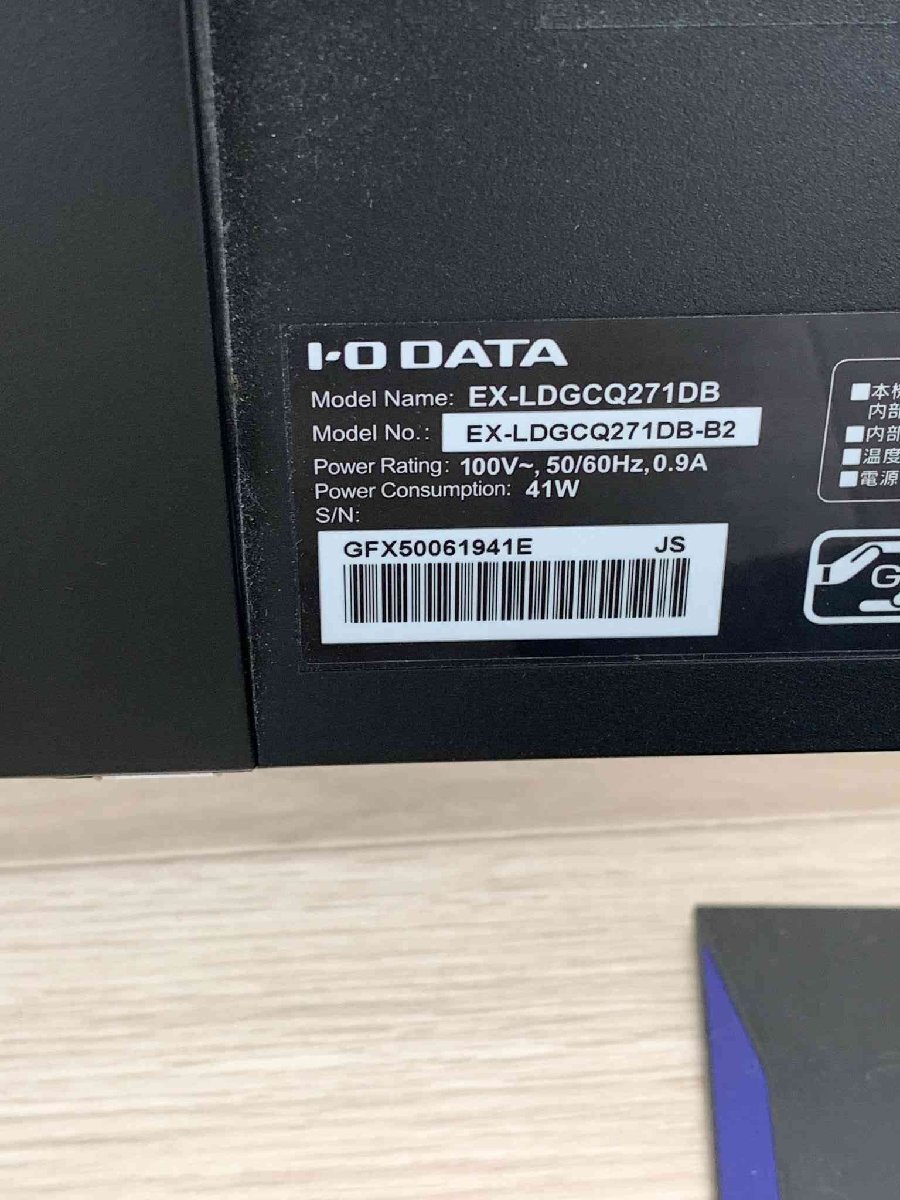 I-O DATA
Model Name: EX-LDGCQ271DB
Model No.: EX-LDGCQ271DB-B2
Power Rating: 100V~, 50/60Hz, 0.9A
Power Consumption: 41W
S/N:
GFX50061941E JS
■本機
内部
■内部
■温度
■電源
G